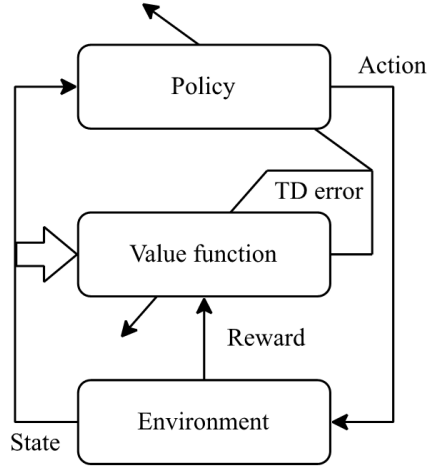 Policy
Action
TD error
Value function
Reward
Environment
State